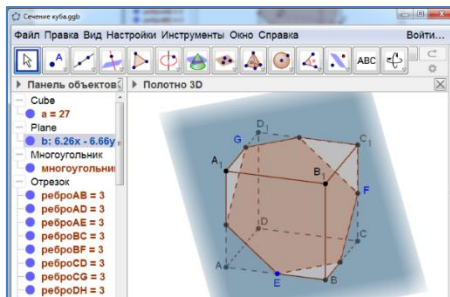 Сечение куба.ggb
Файл Правка Вид Настройки Инструменты Окно Справка Войти...
A
ABC
Панель объектов
Полотно 3D
Cube
a = 27
Plane
b: 6.26x - 6.66y
Многоугольник
многоугольни
Отрезок
реброAB = 3
реброAD = 3
реброAE = 3
реброBC = 3
реброBF = 3
реброCD = 3
реброCG = 3
реброDH = 3
D1
G
C1
A1
B1
F
D
C
A
E
B